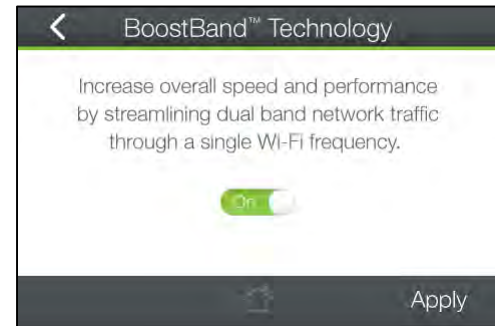 BoostBand™ Technology
Increase overall speed and performance
by streamlining dual band network traffic
through a single Wi-Fi frequency.
On
Apply